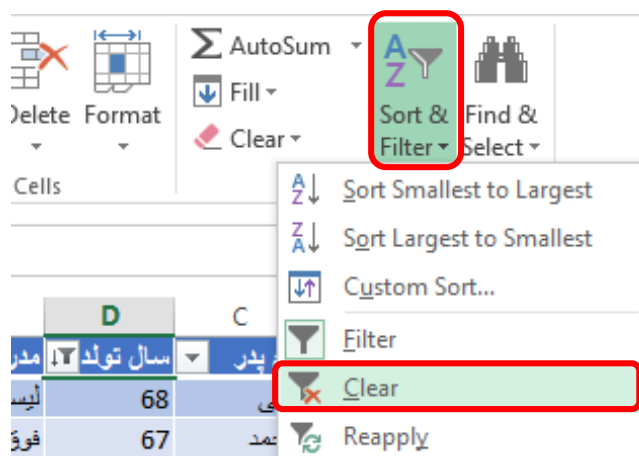 AutoSum
Fill
Clear
Delete Format
Sort & Filter
Find & Select
Cells
Sort Smallest to Largest
Sort Largest to Smallest
Custom Sort...
Filter
Clear
Reapply
D C
سال تولد پدر
68
67